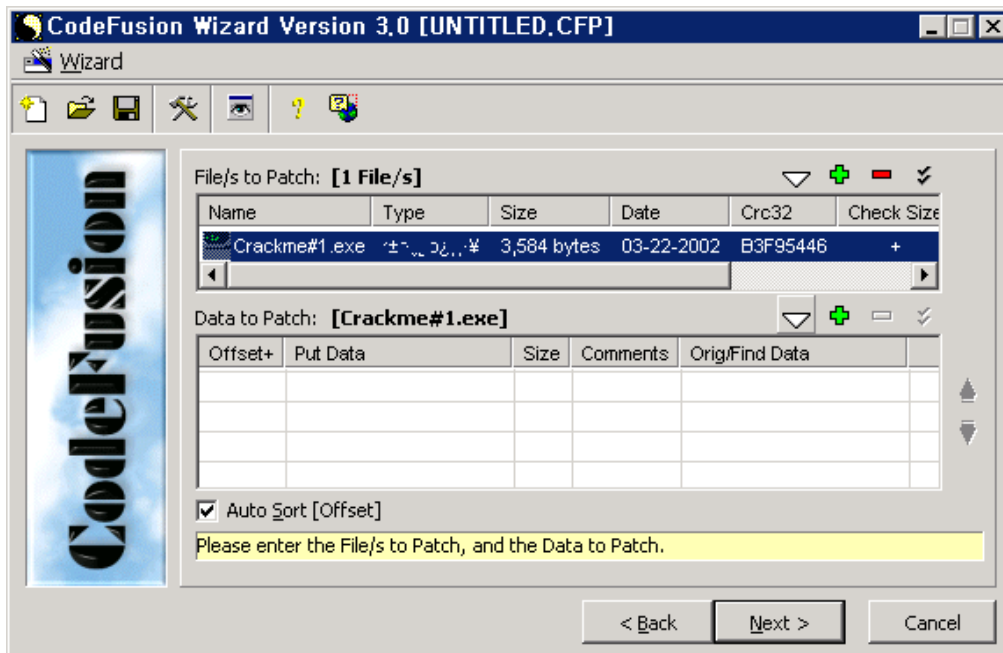 CodeFusion Wizard Version 3.0 [UNTITLED.CFP]
Wizard
CodeFusion
File/s to Patch: [1 File/s]
Name Type Size Date Crc32 Check Size
Crackme#1.exe 3,584 bytes 03-22-2002 B3F95446 +
Data to Patch: [Crackme#1.exe]
Offset+ Put Data Size Comments Orig/Find Data
Auto Sort [Offset]
Please enter the File/s to Patch, and the Data to Patch.
< Back Next > Cancel